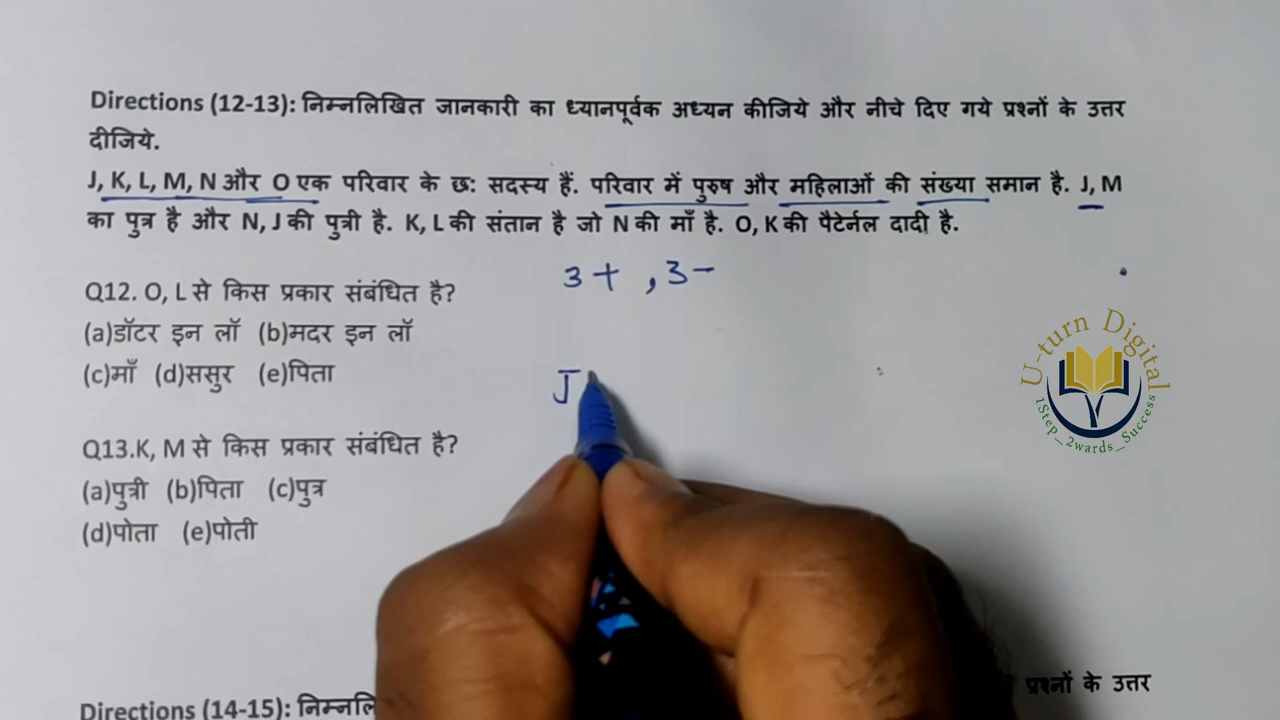 Directions (12-13): निम्नलिखित जानकारी का ध्यानपूर्वक अध्यन कीजिये और नीचे दिए गये प्रश्नों के उत्तर
दीजिये.
J, K, L, M, N और O एक परिवार के छः सदस्य हैं. परिवार में पुरुष और महिलाओं की संख्या समान है. J, M
का पुत्र है और N, J की पुत्री है. K, L की संतान है जो N की माँ है. O, K की पैटेर्नल दादी है.
3+ , 3-
Q12. O, L से किस प्रकार संबंधित है?
(a)डॉटर इन लॉ (b)मदर इन लॉ
(c)माँ (d)ससुर (e)पिता
J
Q13.K, M से किस प्रकार संबंधित है?
(a)पुत्री (b)पिता (c)पुत्र
(d)पोता (e)पोती
U-turn Digital
1Step_2wards_Success
प्रश्नों के उत्तर
Directions (14-15):